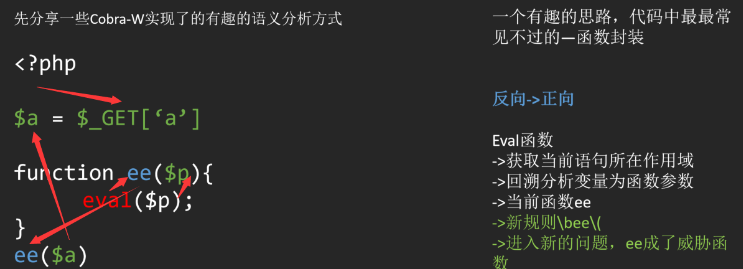 先分享一些Cobra-W实现了的有趣的语义分析方式
<?php
$a = $_GET[‘a’]
function ee($p){
eval($p);
}
ee($a)
一个有趣的思路，代码中最最常
见不过的—函数封装
反向->正向
Eval函数
->获取当前语句所在作用域
->回溯分析变量为函数参数
->当前函数ee
->新规则\bee\(
->进入新的问题，ee成了威胁函
数